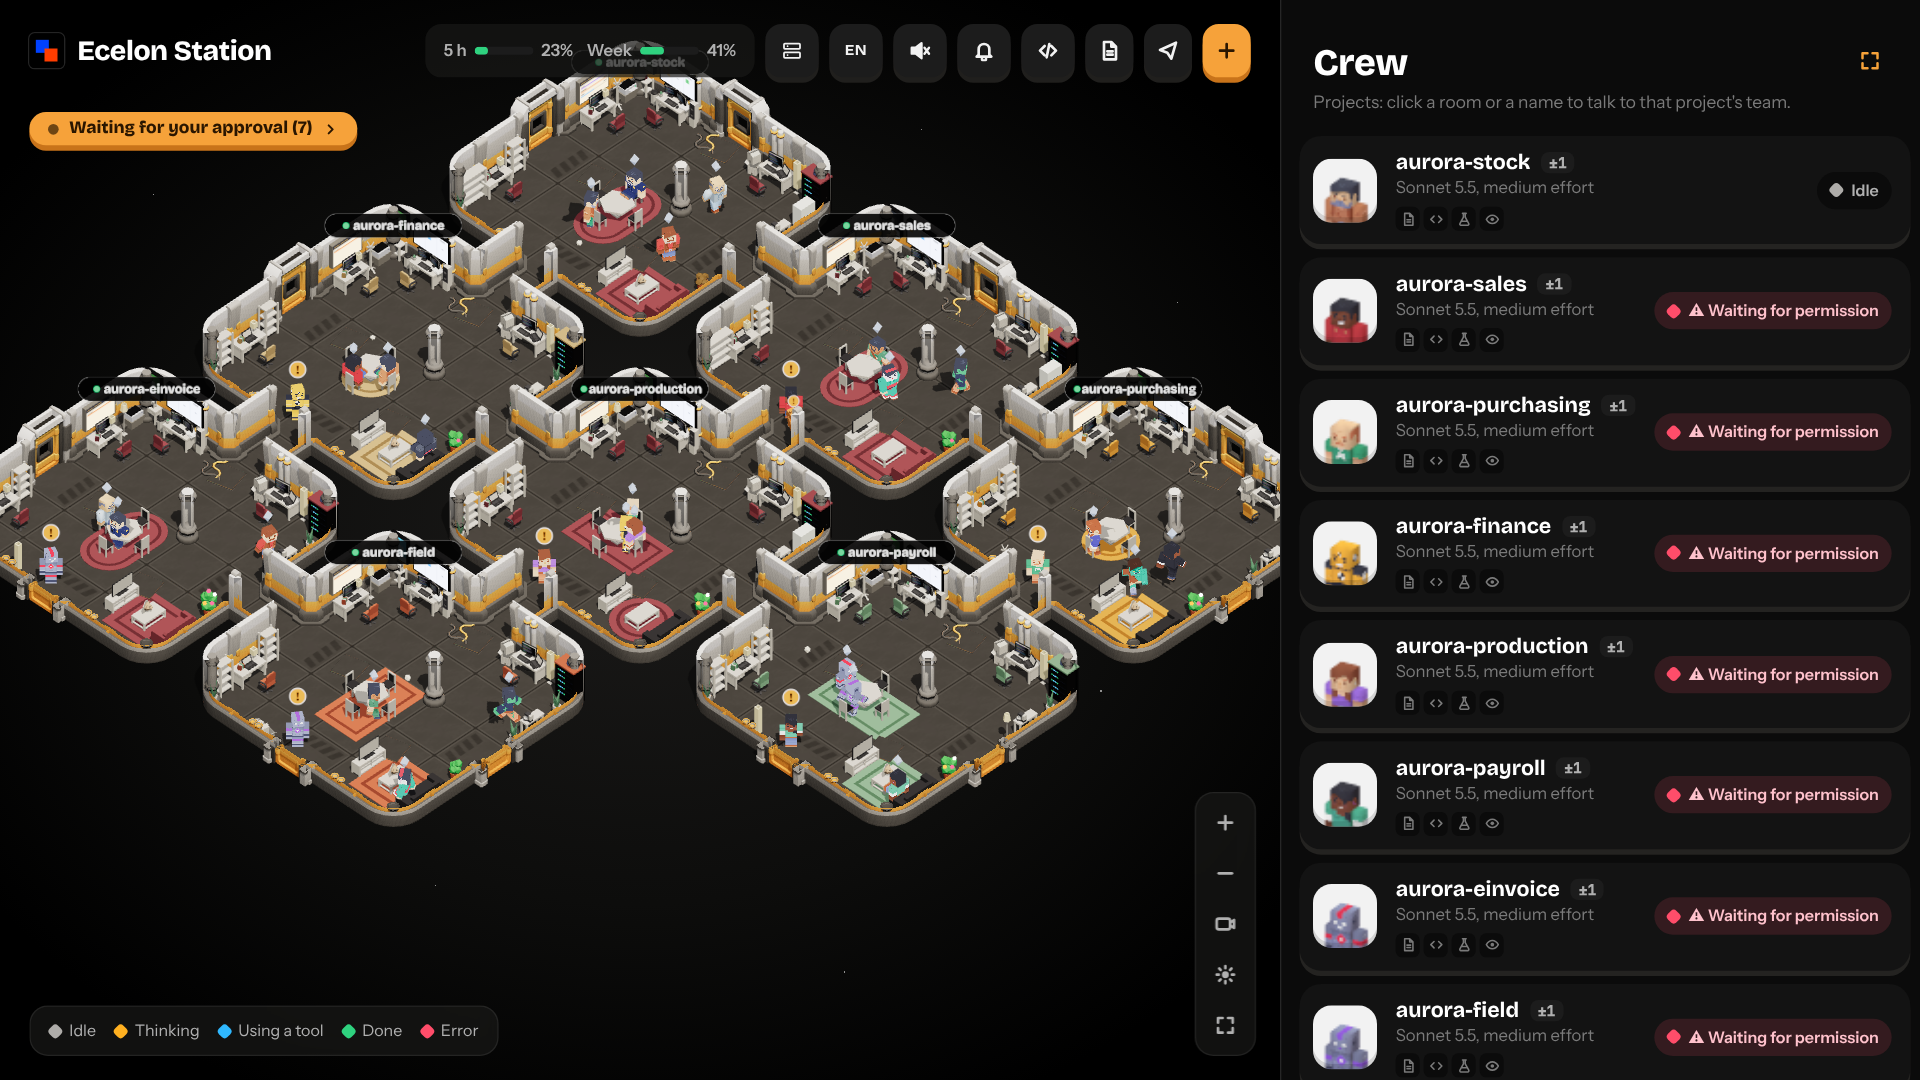 Ecelon Station
5 h 23% Week 41%
EN
Waiting for your approval (7)
aurora-stock
aurora-finance
aurora-sales
aurora-einvoice
aurora-production
aurora-purchasing
aurora-field
aurora-payroll
Idle Thinking Using a tool Done Error
Crew
Projects: click a room or a name to talk to that project's team.
aurora-stock ±1
Sonnet 5.5, medium effort
Idle
aurora-sales ±1
Sonnet 5.5, medium effort
Waiting for permission
aurora-purchasing ±1
Sonnet 5.5, medium effort
Waiting for permission
aurora-finance ±1
Sonnet 5.5, medium effort
Waiting for permission
aurora-production ±1
Sonnet 5.5, medium effort
Waiting for permission
aurora-payroll ±1
Sonnet 5.5, medium effort
Waiting for permission
aurora-einvoice ±1
Sonnet 5.5, medium effort
Waiting for permission
aurora-field ±1
Sonnet 5.5, medium effort
Waiting for permission